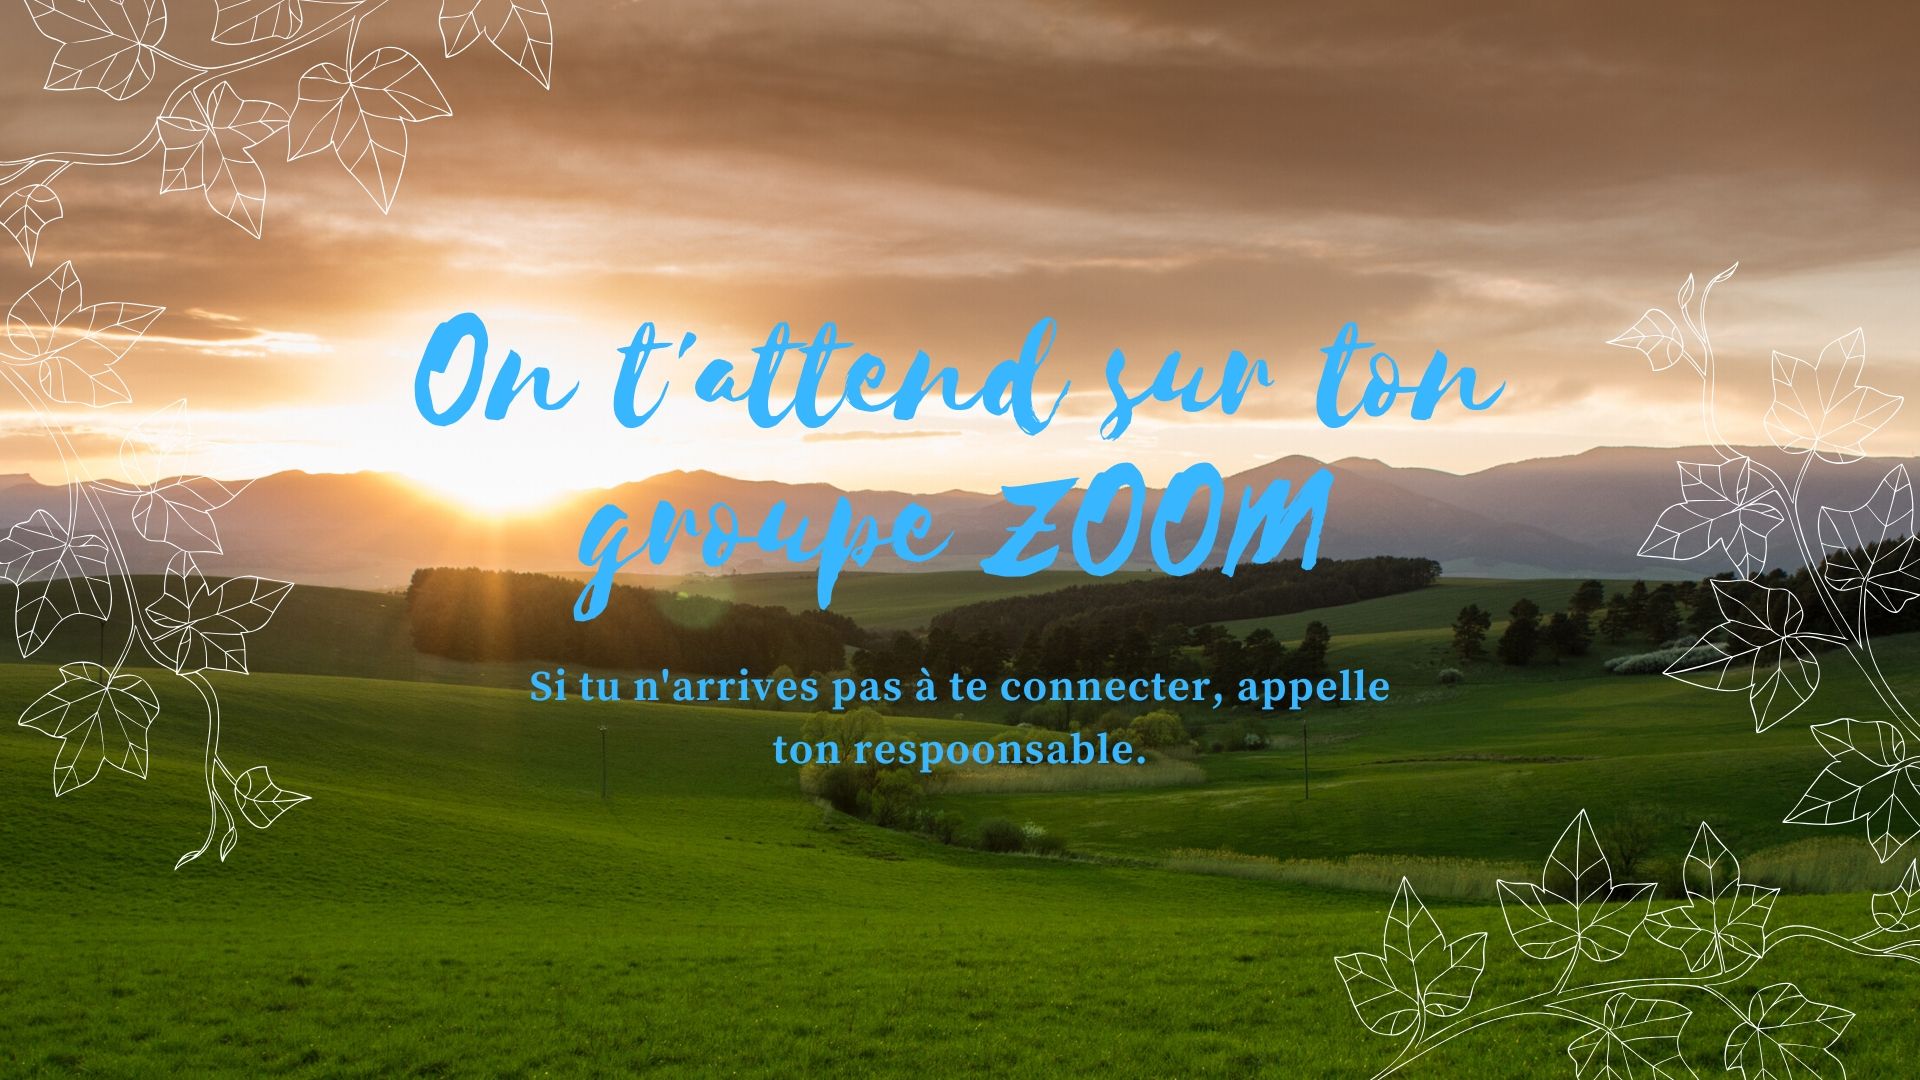 On t'attend sur ton
groupe ZOOM
Si tu n'arrives pas à te connecter, appelle
ton respoonsable.